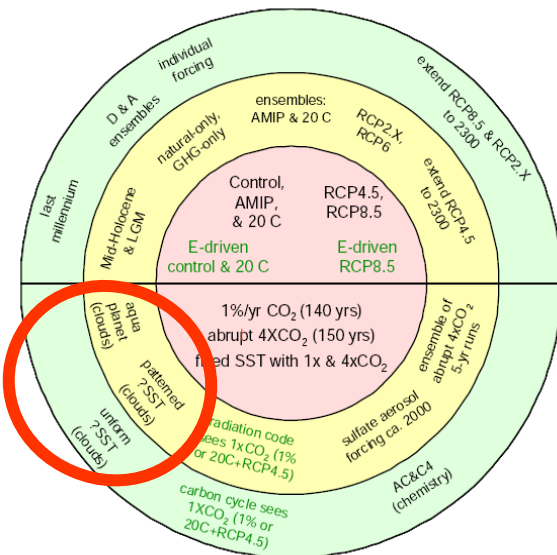 individual
forcing
D & A
ensembles
last
millennium
extend RCP8.5 & RCP2.X
to 2300
natural-only,
GHG-only
ensembles:
AMIP & 20 C
RCP2.X,
RCP6
Mid-Holocene
& LGM
extend RCP4.5
to 2300
Control,
AMIP,
& 20 C
RCP4.5,
RCP8.5
E-driven
control & 20 C
E-driven
RCP8.5
1%/yr CO₂ (140 yrs)
abrupt 4XCO₂ (150 yrs)
fixed SST with 1x & 4xCO₂
aqua
planet
(clouds)
patterned
? SST
(clouds)
unform
? SST
(clouds)
radiation code
sees 1xCO₂ (1%
or 20C+RCP4.5)
carbon cycle sees
1XCO₂ (1% or
20C+RCP4.5)
ensemble of
abrupt 4xCO₂
5-yr runs
sulfate aerosol
forcing ca. 2000
AC&C4
(chemistry)